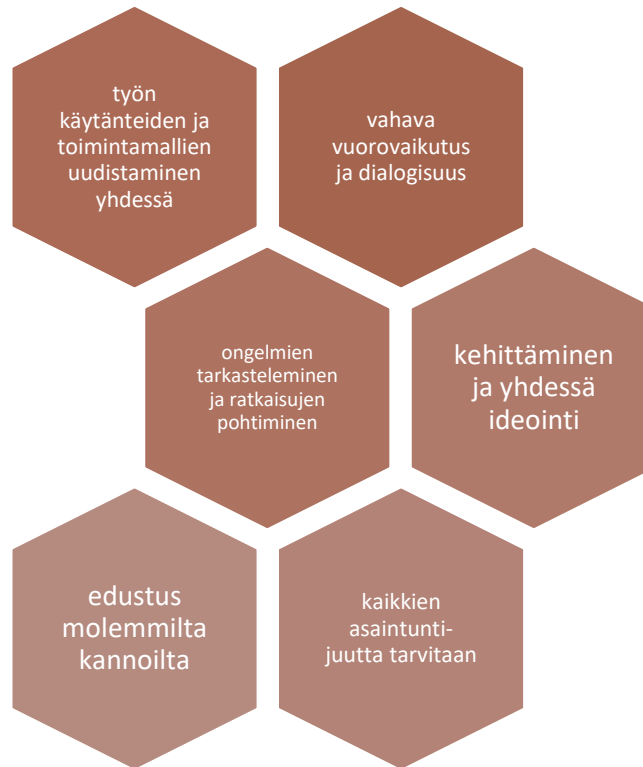 työn
käytänteiden ja
toimintamallien
uudistaminen
yhdessä
vahava
vuorovaikutus
ja dialogisuus
ongelmien
tarkasteleminen
ja ratkaisujen
pohtiminen
kehittäminen
ja yhdessä
ideointi
edustus
molemmilta
kannoilta
kaikkien
asaintunti-
juutta tarvitaan